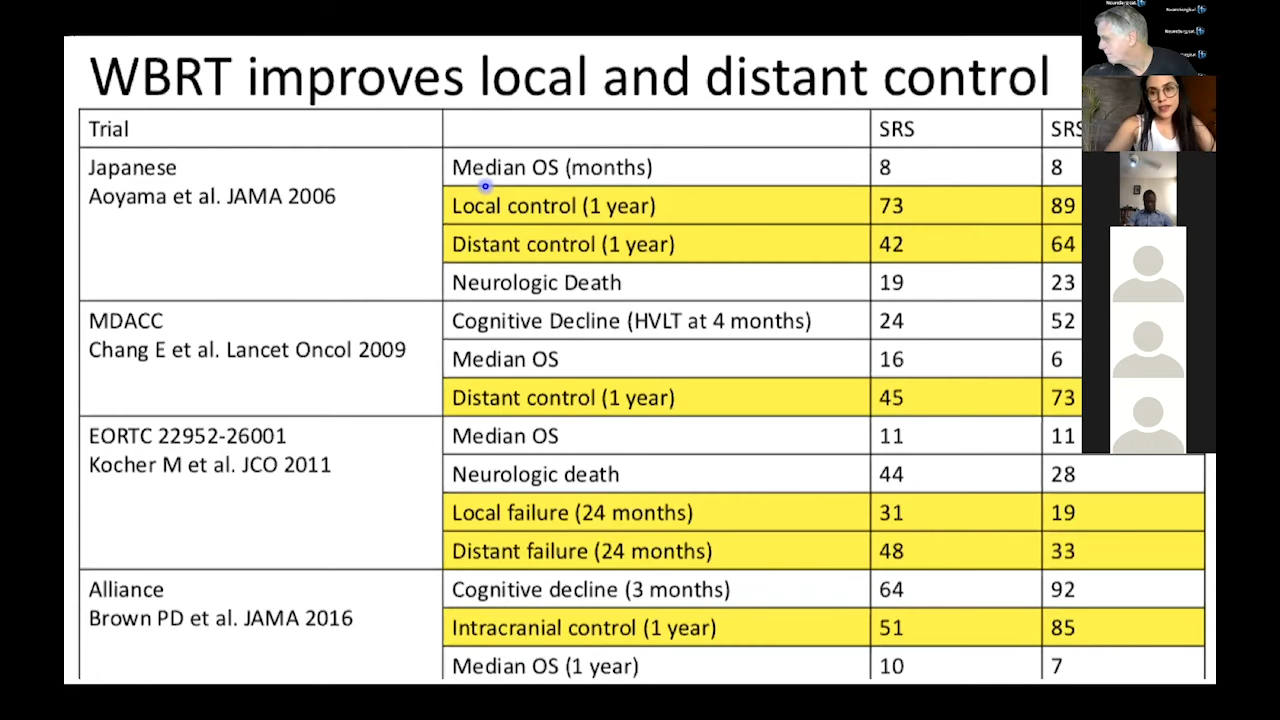 WBRT improves local and distant control
Trial SRS SRS
Japanese Median OS (months) 8 8
Aoyama et al. JAMA 2006
Local control (1 year) 73 89
Distant control (1 year) 42 64
Neurologic Death 19 23
MDACC Cognitive Decline (HVLT at 4 months) 24 52
Chang E et al. Lancet Oncol 2009
Median OS 16 6
Distant control (1 year) 45 73
EORTC 22952-26001 Median OS 11 11
Kocher M et al. JCO 2011
Neurologic death 44 28
Local failure (24 months) 31 19
Distant failure (24 months) 48 33
Alliance Cognitive decline (3 months) 64 92
Brown PD et al. JAMA 2016
Intracranial control (1 year) 51 85
Median OS (1 year) 10 7